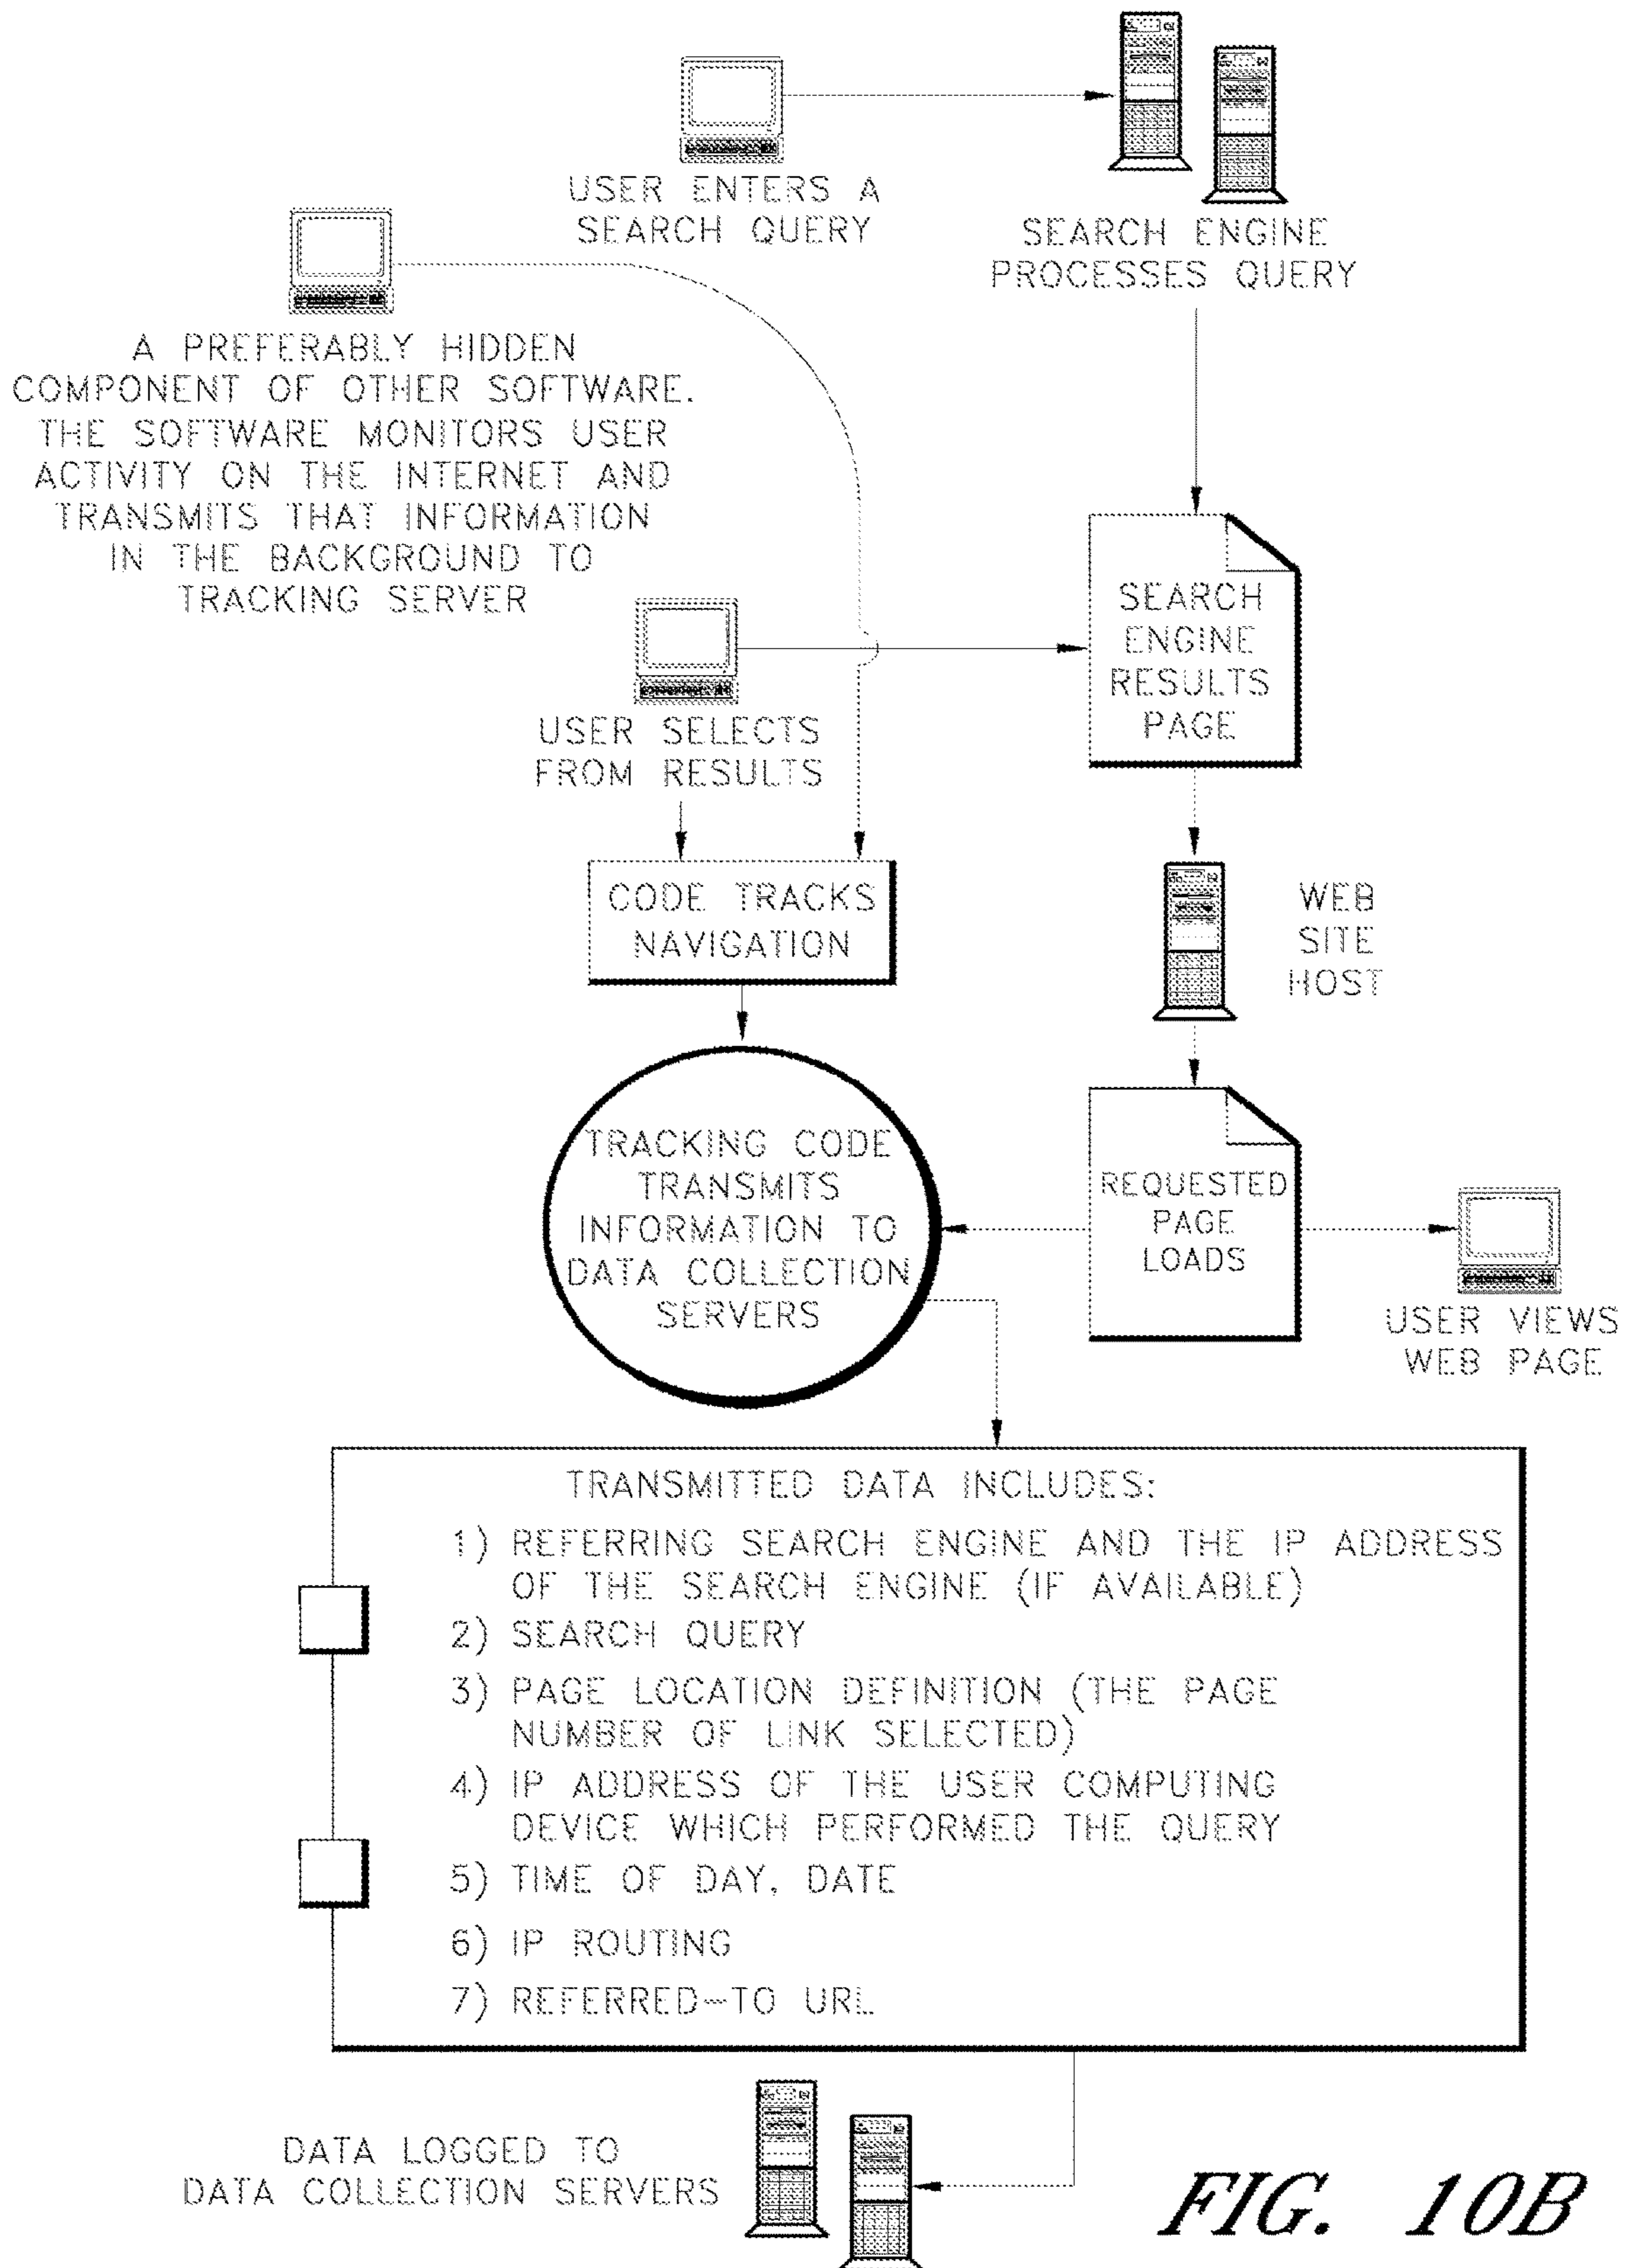 USER ENTERS A
SEARCH QUERY
SEARCH ENGINE
PROCESSES QUERY
A PREFERABLY HIDDEN
COMPONENT OF OTHER SOFTWARE.
THE SOFTWARE MONITORS USER
ACTIVITY ON THE INTERNET AND
TRANSMITS THAT INFORMATION
IN THE BACKGROUND TO
TRACKING SERVER
SEARCH
ENGINE
RESULTS
PAGE
USER SELECTS
FROM RESULTS
CODE TRACKS
NAVIGATION
WEB
SITE
HOST
TRACKING CODE
TRANSMITS
INFORMATION TO
DATA COLLECTION
SERVERS
REQUESTED
PAGE
LOADS
USER VIEWS
WEB PAGE
TRANSMITTED DATA INCLUDES:
1) REFERRING SEARCH ENGINE AND THE IP ADDRESS
OF THE SEARCH ENGINE (IF AVAILABLE)
2) SEARCH QUERY
3) PAGE LOCATION DEFINITION (THE PAGE
NUMBER OF LINK SELECTED)
4) IP ADDRESS OF THE USER COMPUTING
DEVICE WHICH PERFORMED THE QUERY
5) TIME OF DAY, DATE
6) IP ROUTING
7) REFERRED-TO URL
DATA LOGGED TO
DATA COLLECTION SERVERS
FIG. 10B